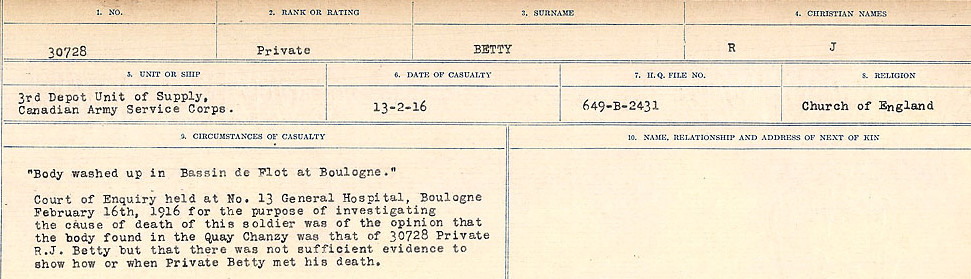 1. NO. 2. RANK OR RATING 3. SURNAME 4. CHRISTIAN NAMES
30728 Private BETTY R J
5. UNIT OR SHIP 6. DATE OF CASUALTY 7. H.Q. FILE NO. 8. RELIGION
3rd Depot Unit of Supply,
Canadian Army Service Corps. 13-2-16 649-B-2431 Church of England
9. CIRCUMSTANCES OF CASUALTY 10. NAME, RELATIONSHIP AND ADDRESS OF NEXT OF KIN
"Body washed up in Bassin de Flot at Boulogne."
Court of Enquiry held at No. 13 General Hospital, Boulogne
February 16th, 1916 for the purpose of investigating
the cause of death of this soldier was of the opinion that
the body found in the Quay Chanzy was that of 30728 Private
R.J. Betty but that there was not sufficient evidence to
show how or when Private Betty met his death.